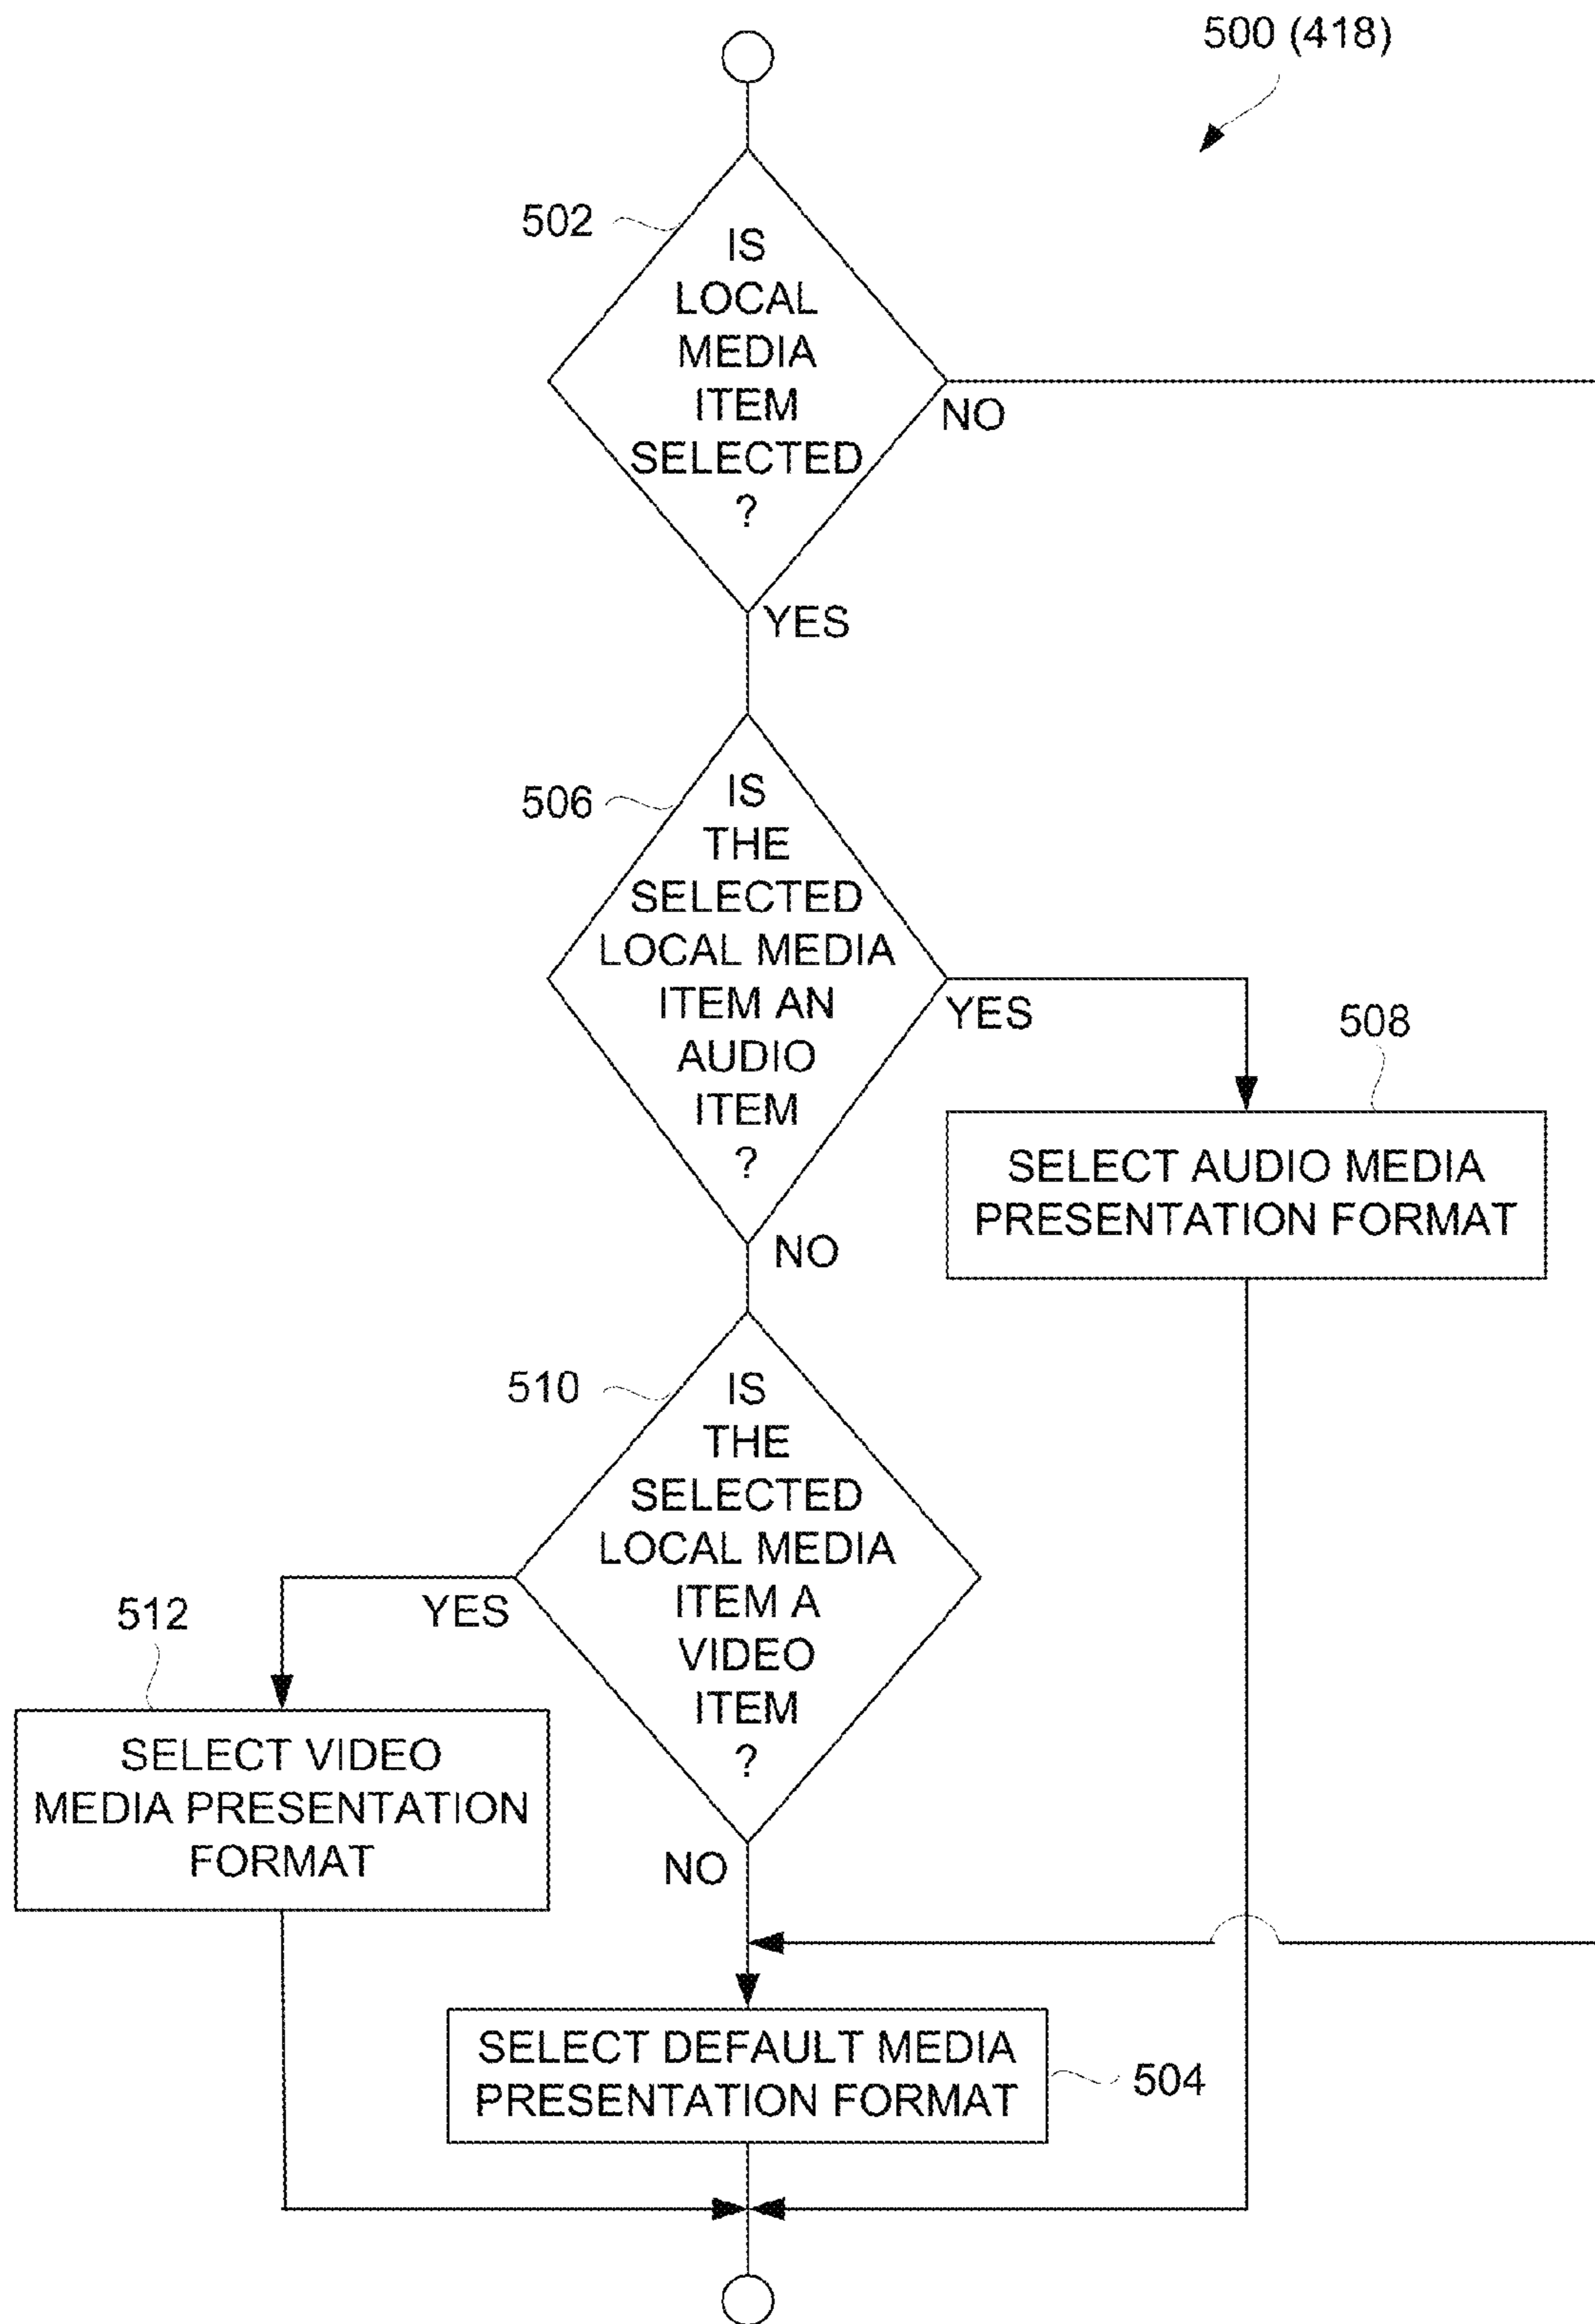 500 (418)
502
IS
LOCAL
MEDIA
ITEM
SELECTED
?
NO
YES
506
IS
THE
SELECTED
LOCAL MEDIA
ITEM AN
AUDIO
ITEM
?
YES
508
SELECT AUDIO MEDIA
PRESENTATION FORMAT
NO
510
IS
THE
SELECTED
LOCAL MEDIA
ITEM A
VIDEO
ITEM
?
YES
512
SELECT VIDEO
MEDIA PRESENTATION
FORMAT
NO
SELECT DEFAULT MEDIA
PRESENTATION FORMAT
504